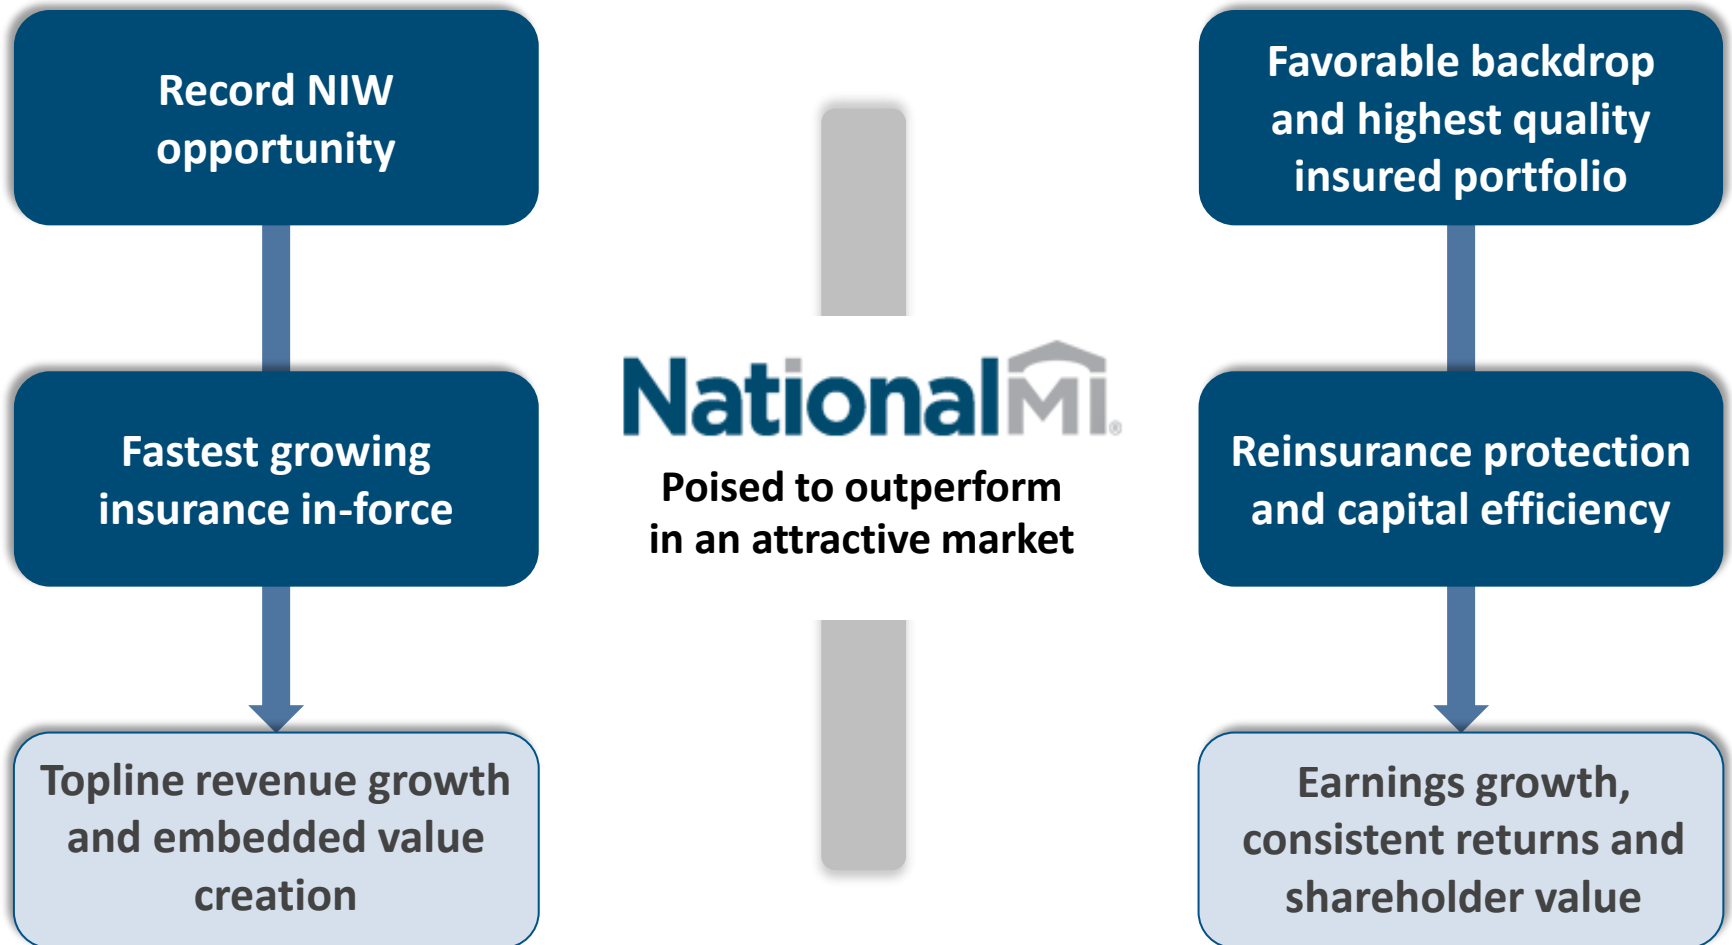 Record NIW
opportunity
Fastest growing
insurance in-force
Topline revenue growth
and embedded value
creation
NationalMI®
Poised to outperform
in an attractive market
Favorable backdrop
and highest quality
insured portfolio
Reinsurance protection
and capital efficiency
Earnings growth,
consistent returns and
shareholder value